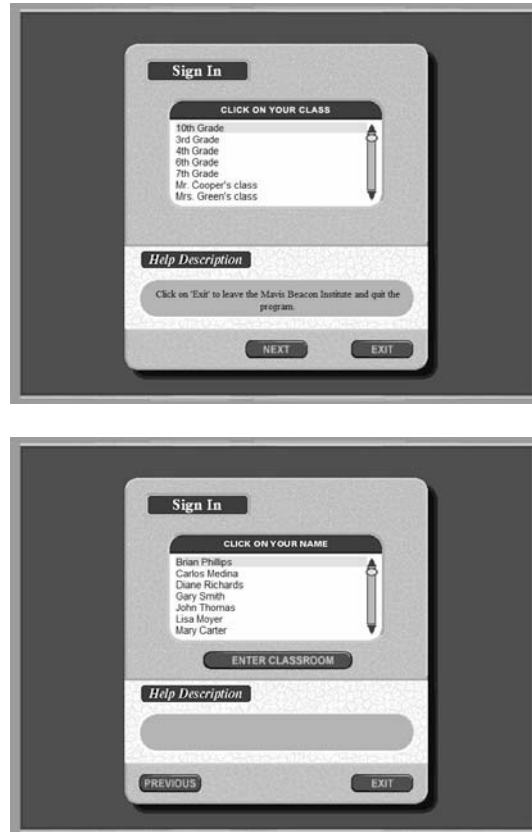 Sign In
CLICK ON YOUR CLASS
10th Grade
3rd Grade
4th Grade
6th Grade
7th Grade
Mr. Cooper's class
Mrs. Green's class
Help Description
Click on 'Exit' to leave the Mavis Beacon Institute and quit the
program.
NEXT
EXIT
Sign In
CLICK ON YOUR NAME
Brian Phillips
Carlos Medina
Diane Richards
Gary Smith
John Thomas
Lisa Moyer
Mary Carter
ENTER CLASSROOM
Help Description
PREVIOUS
EXIT